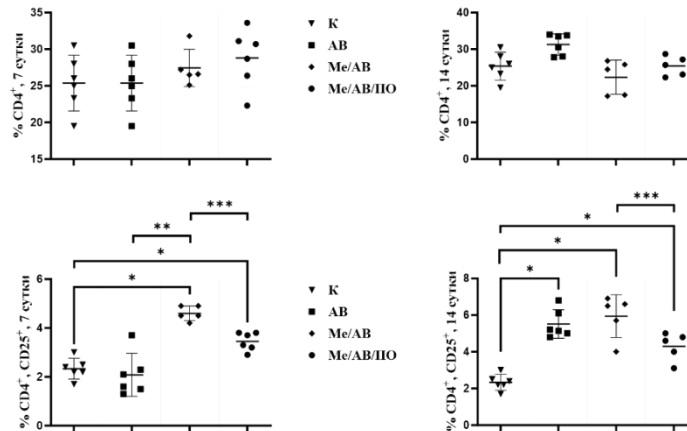 % CD4⁺, 7 сутки
35
30
25
20
15
К
АВ
Ме/АВ
Ме/АВ/ПО
% CD4⁺, 14 сутки
40
30
20
10
0
% CD4⁺, CD25⁺, 7 сутки
6
4
2
0
*
*
**
***
К
АВ
Ме/АВ
Ме/АВ/ПО
% CD4⁺, CD25⁺, 14 сутки
8
6
4
2
0
*
*
*
***